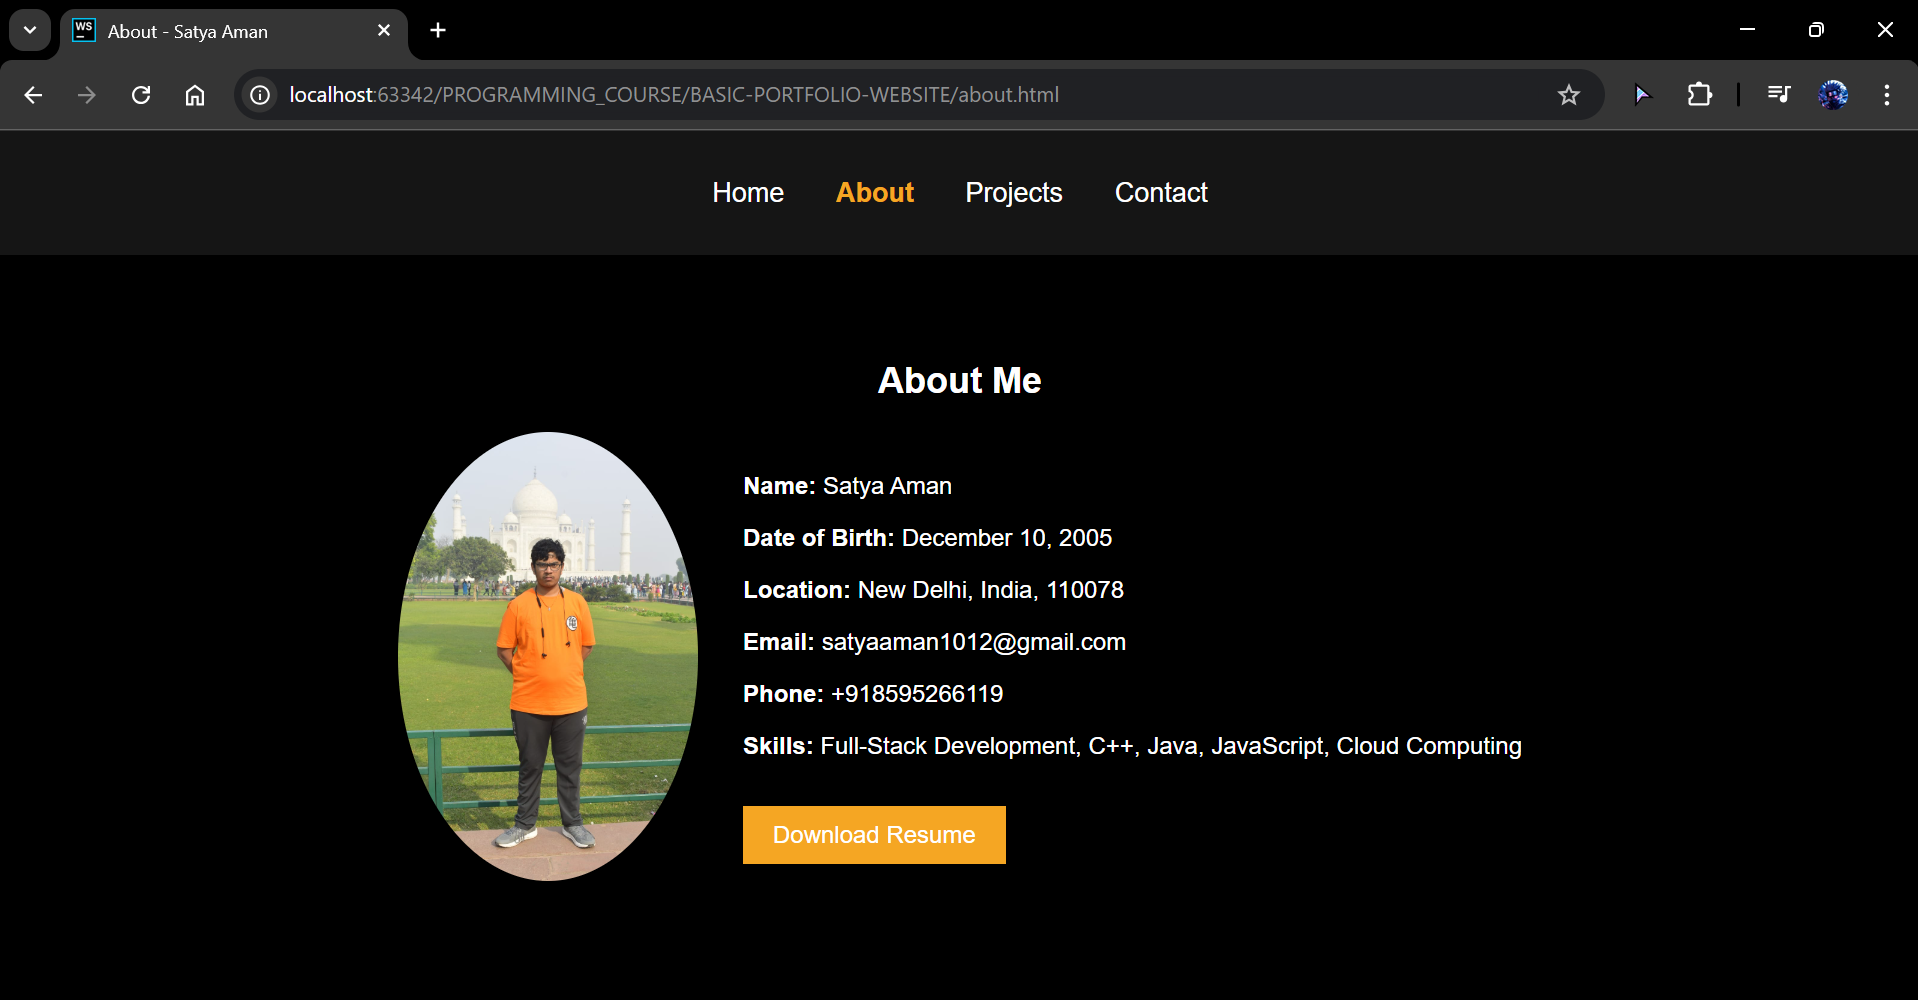 WS
About - Satya Aman
localhost:63342/PROGRAMMING_COURSE/BASIC-PORTFOLIO-WEBSITE/about.html
Home About Projects Contact
About Me
Name: Satya Aman
Date of Birth: December 10, 2005
Location: New Delhi, India, 110078
Email: satyaaman1012@gmail.com
Phone: +918595266119
Skills: Full-Stack Development, C++, Java, JavaScript, Cloud Computing
Download Resume